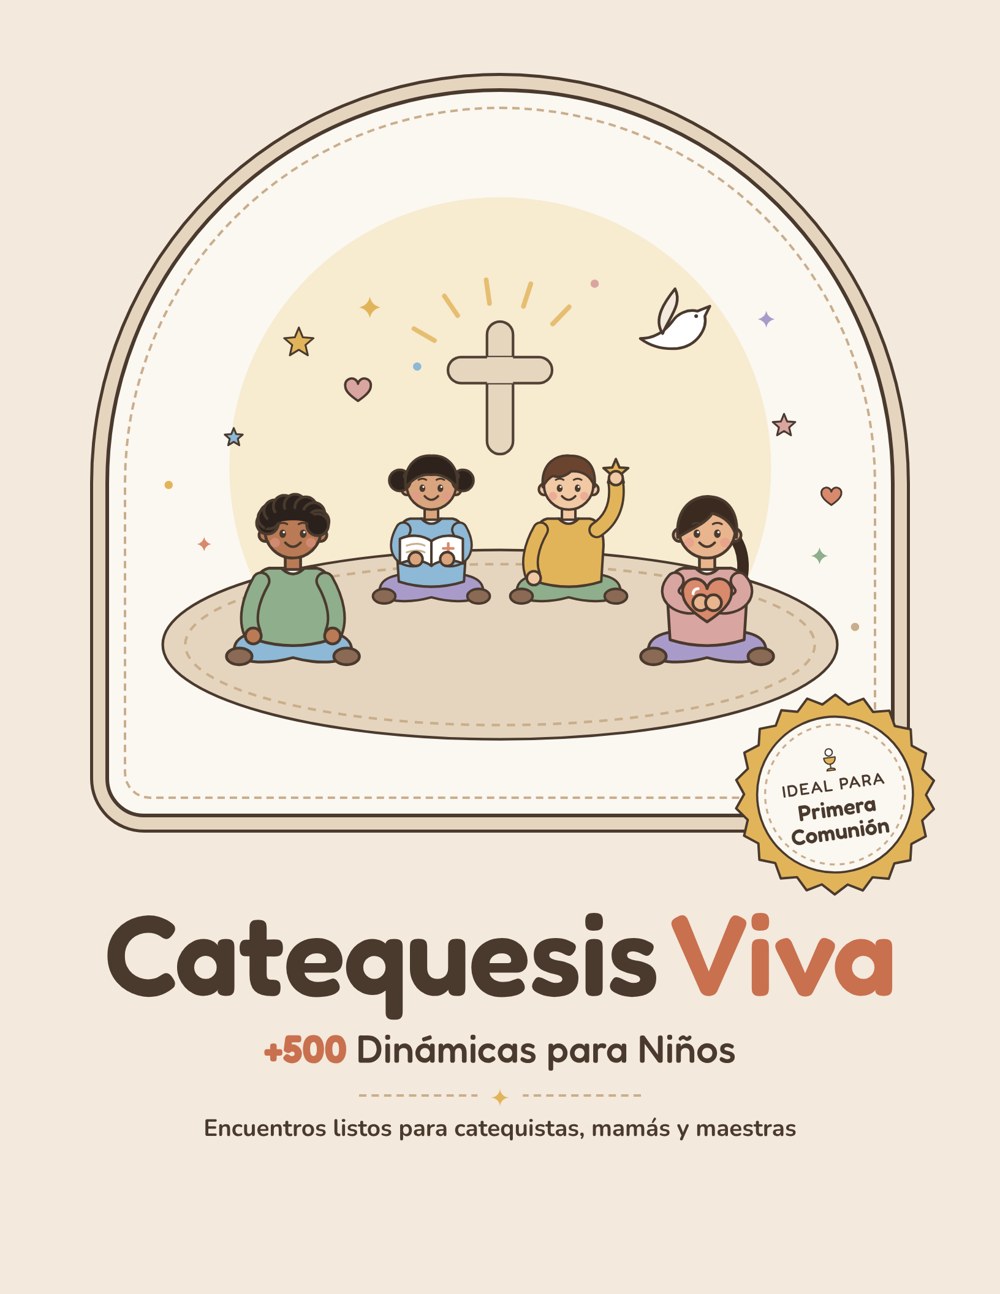 IDEAL PARA
Primera
Comunión
Catequesis Viva
+500 Dinámicas para Niños
Encuentros listos para catequistas, mamás y maestras